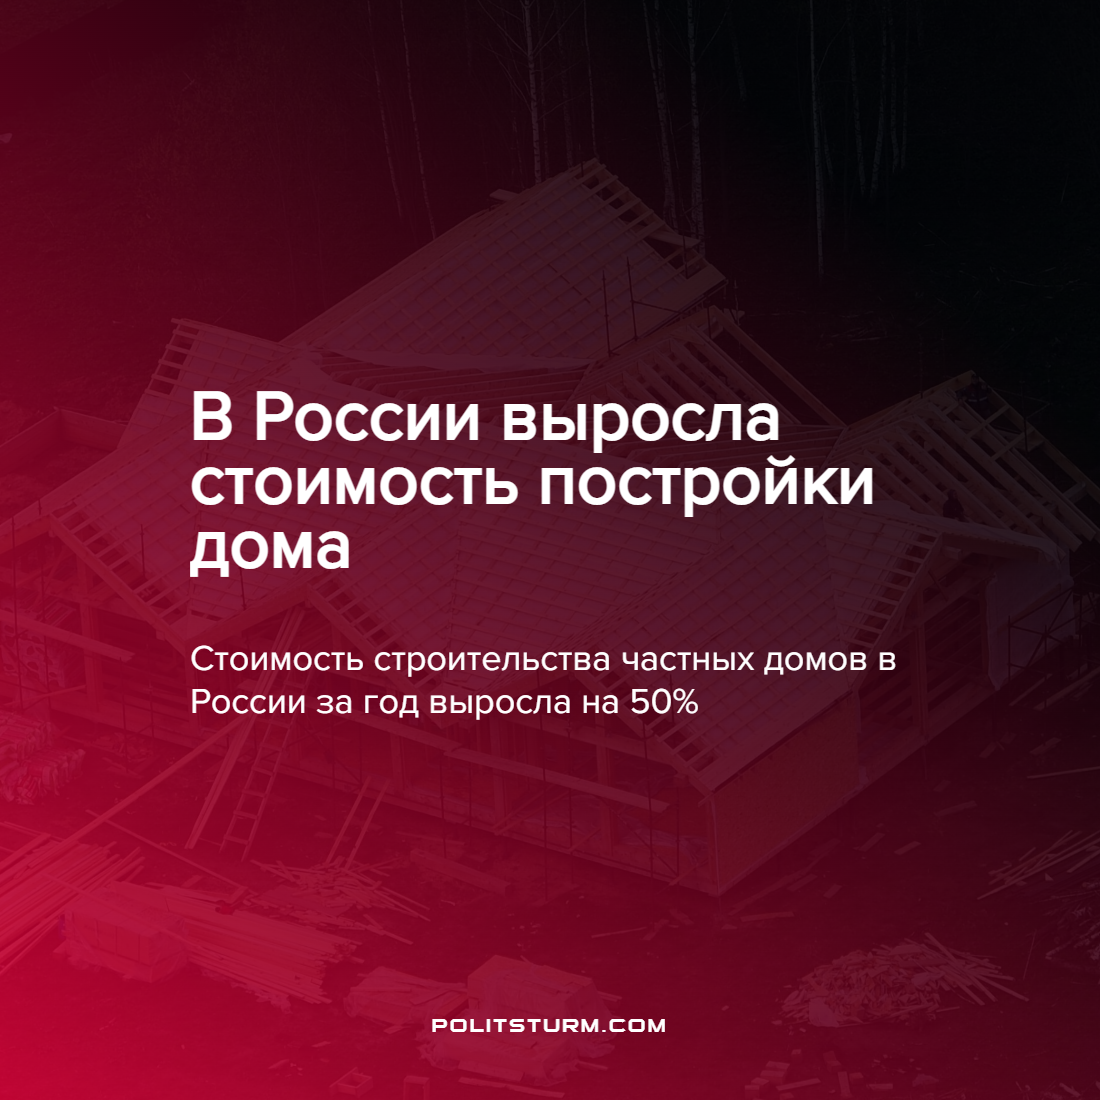 В России выросла
стоимость постройки
дома
Стоимость строительства частных домов в
России за год выросла на 50%
POLITSTURM.COM